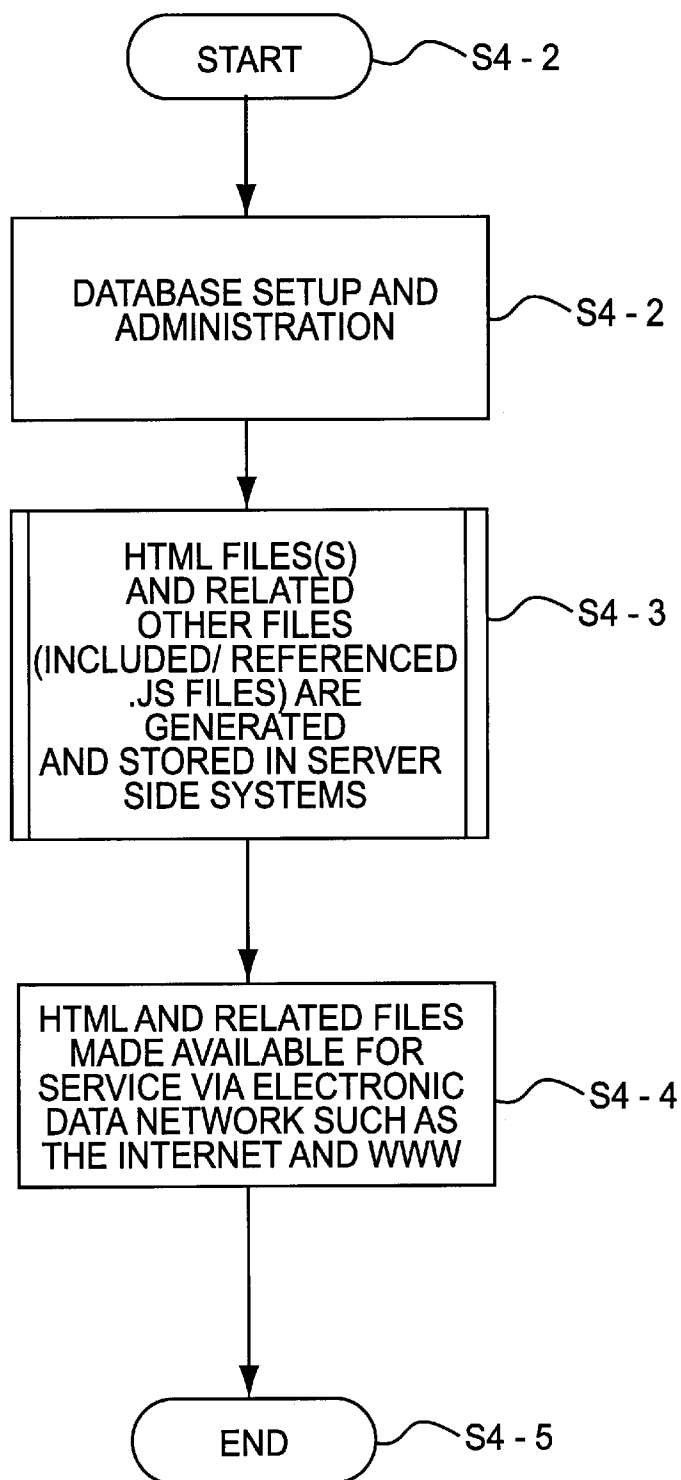 START
S4 - 2
DATABASE SETUP AND
ADMINISTRATION
S4 - 2
HTML FILES(S)
AND RELATED
OTHER FILES
(INCLUDED/ REFERENCED
.JS FILES) ARE
GENERATED
AND STORED IN SERVER
SIDE SYSTEMS
S4 - 3
HTML AND RELATED FILES
MADE AVAILABLE FOR
SERVICE VIA ELECTRONIC
DATA NETWORK SUCH AS
THE INTERNET AND WWW
S4 - 4
END
S4 - 5